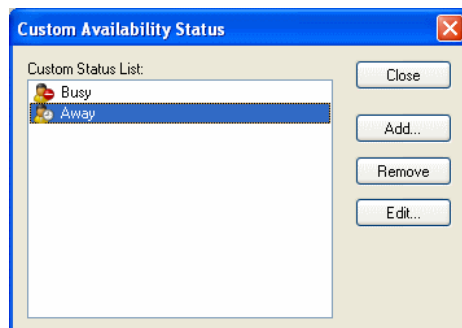 Custom Availability Status
Custom Status List:
Busy
Away
Close
Add...
Remove
Edit...